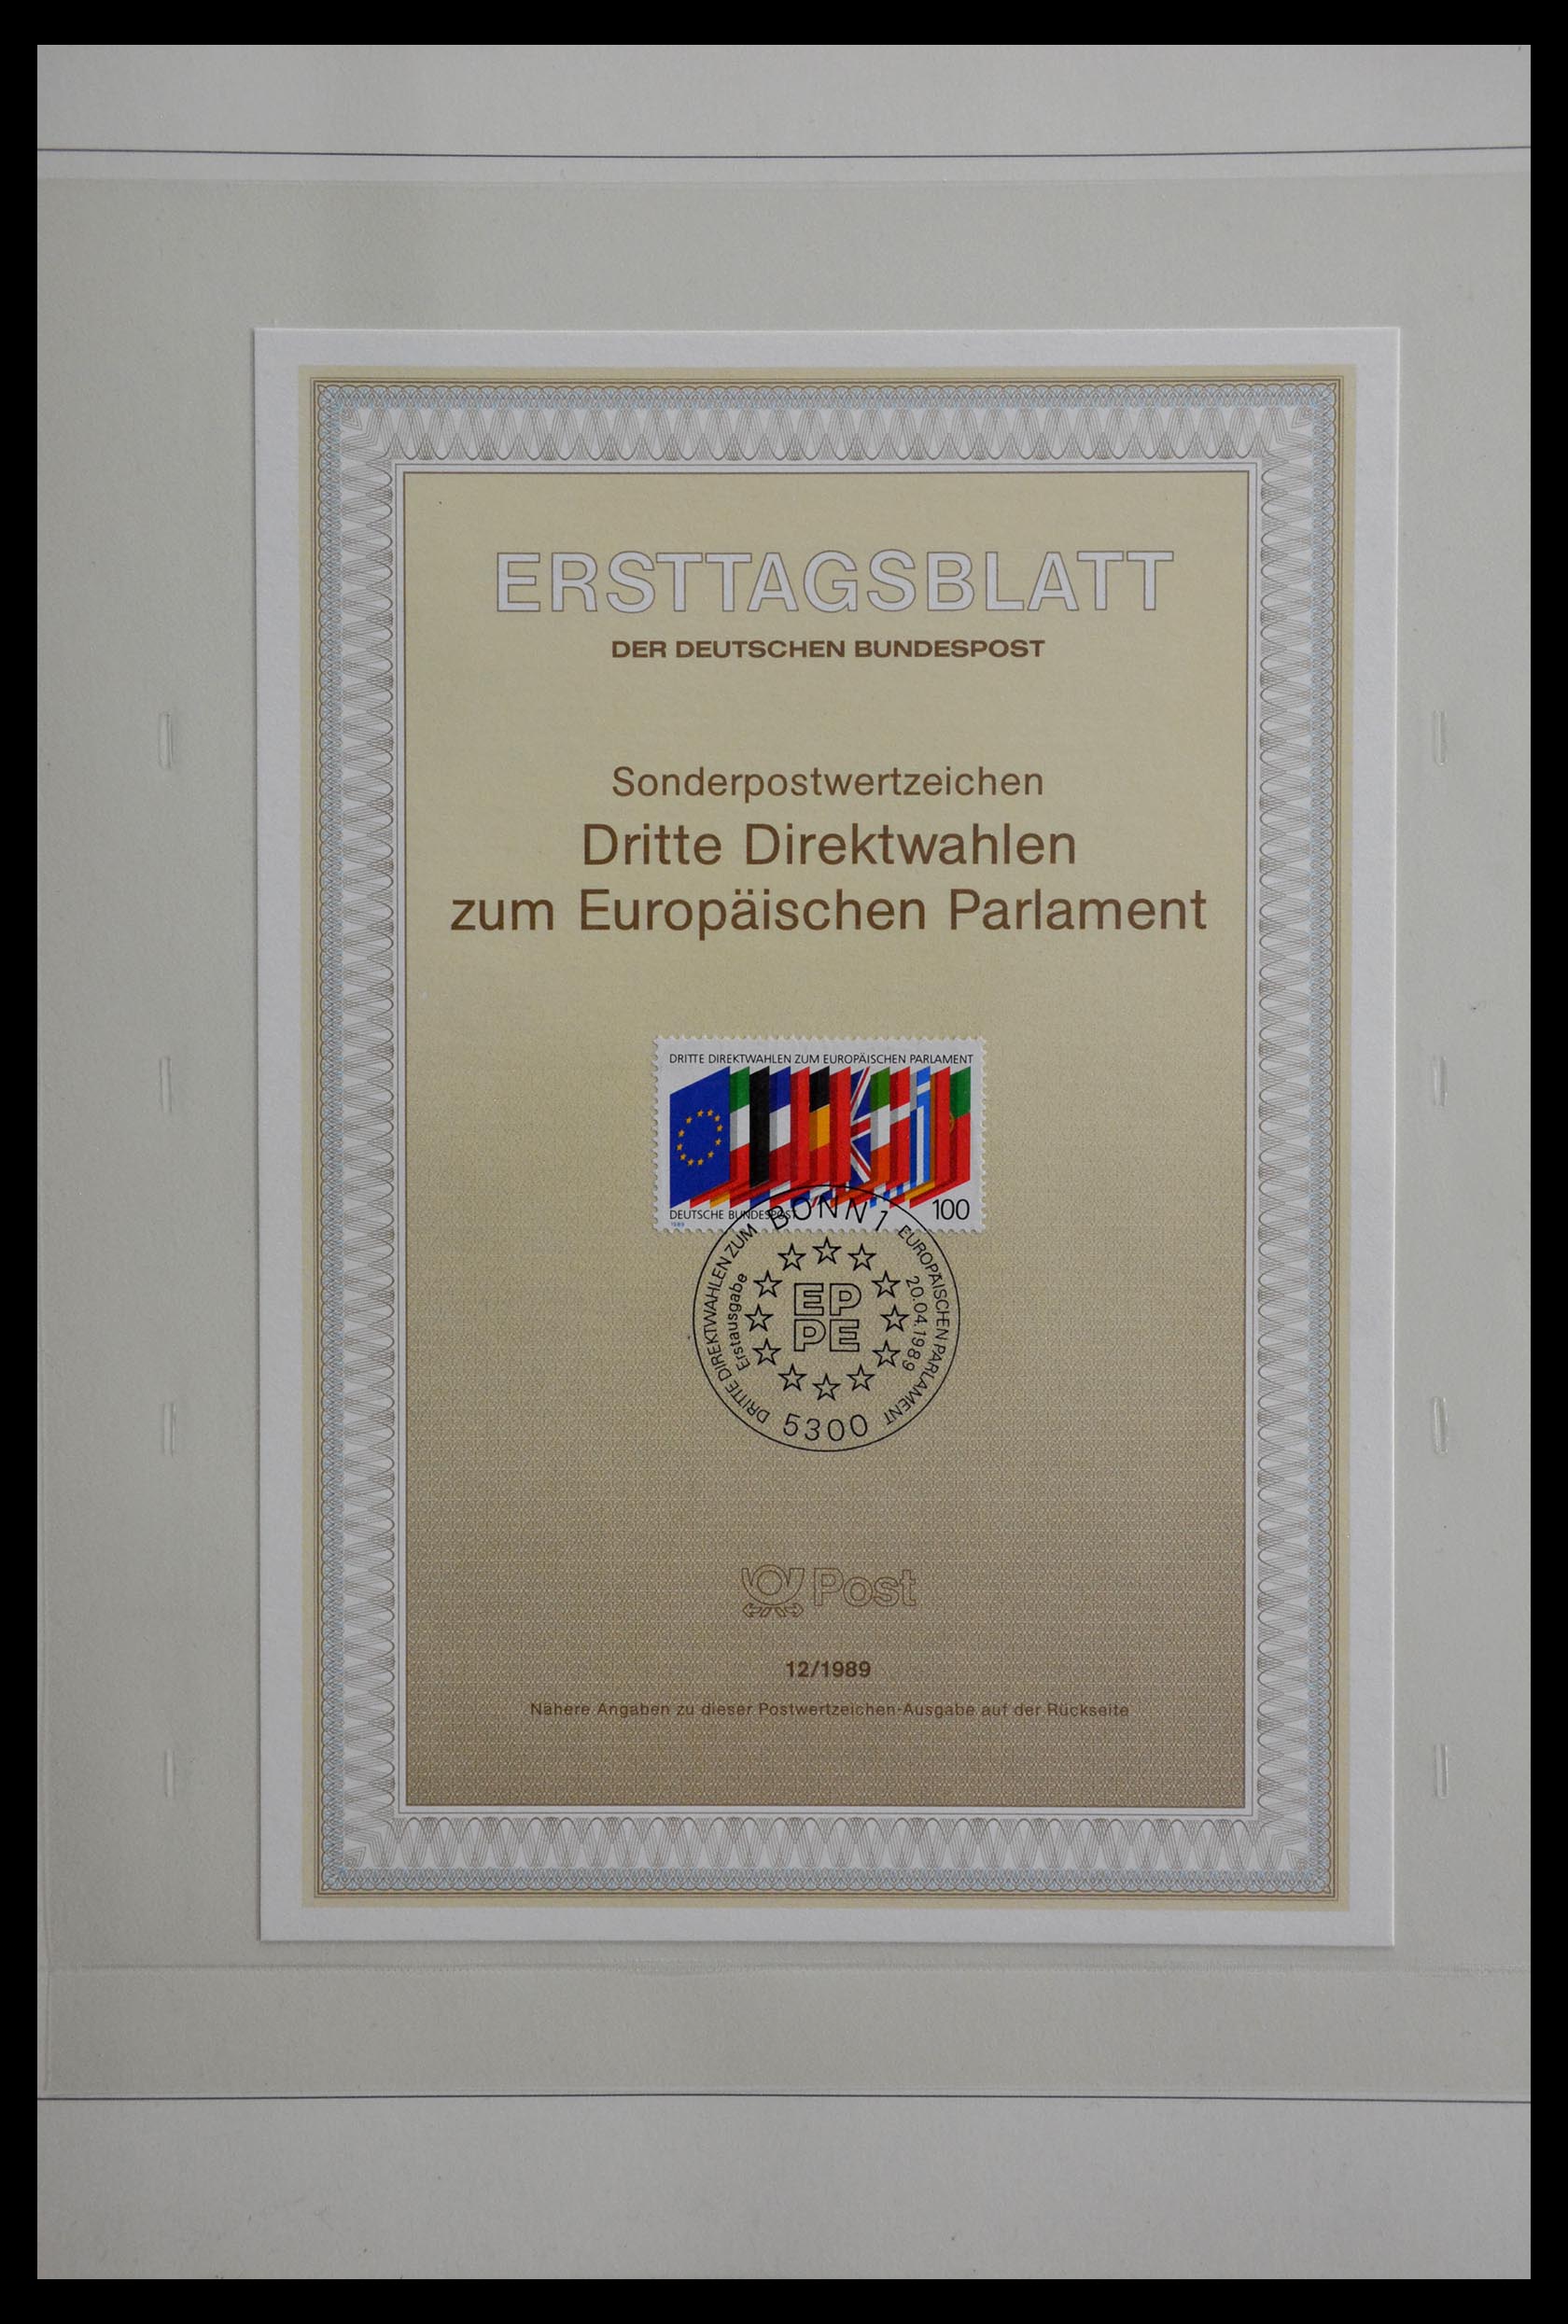 ERSTTAGSBLATT
DER DEUTSCHEN BUNDESPOST
Sonderpostwertzeichen
Dritte Direktwahlen
zum Europäischen Parlament
DRITTE DIREKTWAHLEN ZUM EUROPÄISCHEN PARLAMENT
DEUTSCHE BUNDESPOST
100
1989
BONN 1
DRITTE DIREKTWAHLEN ZUM EUROPÄISCHEN PARLAMENT
Erstausgabe
20.04.1989
EP
PE
5300
Post
12/1989
Nähere Angaben zu dieser Postwertzeichen-Ausgabe auf der Rückseite